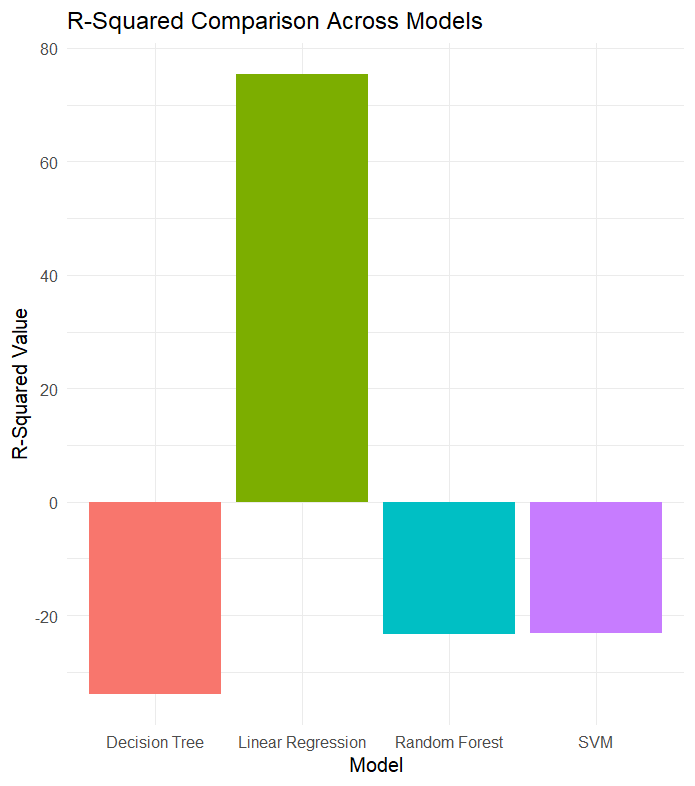 R-Squared Comparison Across Models
R-Squared Value
80
60
40
20
0
-20
Decision Tree
Linear Regression
Random Forest
SVM
Model